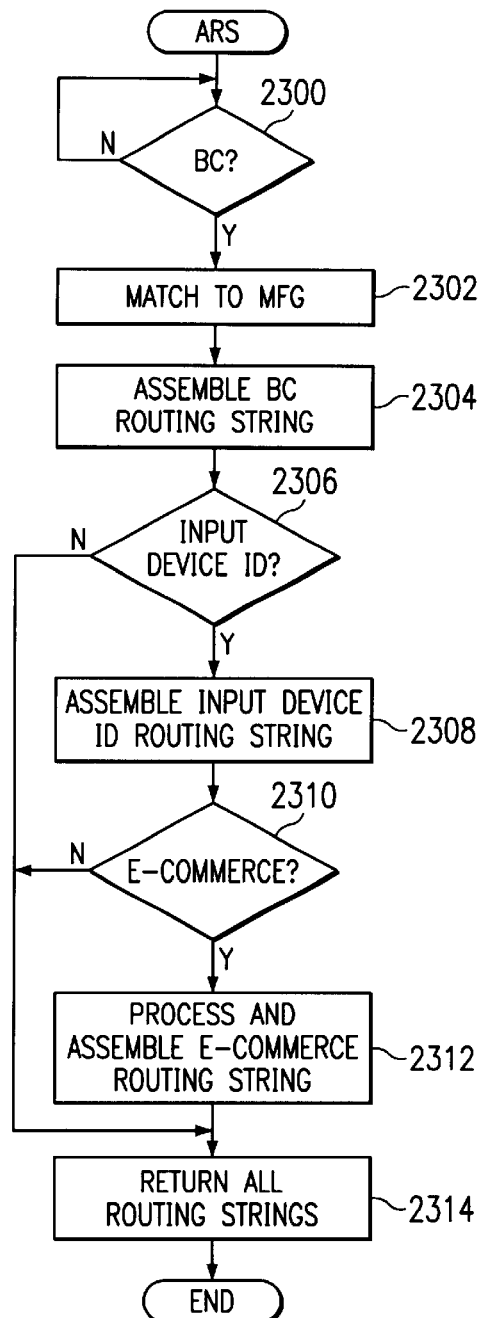 ARS
2300
BC?
N
Y
MATCH TO MFG
2302
ASSEMBLE BC
ROUTING STRING
2304
2306
INPUT
DEVICE ID?
N
Y
ASSEMBLE INPUT DEVICE
ID ROUTING STRING
2308
2310
E-COMMERCE?
N
Y
PROCESS AND
ASSEMBLE E-COMMERCE
ROUTING STRING
2312
RETURN ALL
ROUTING STRINGS
2314
END